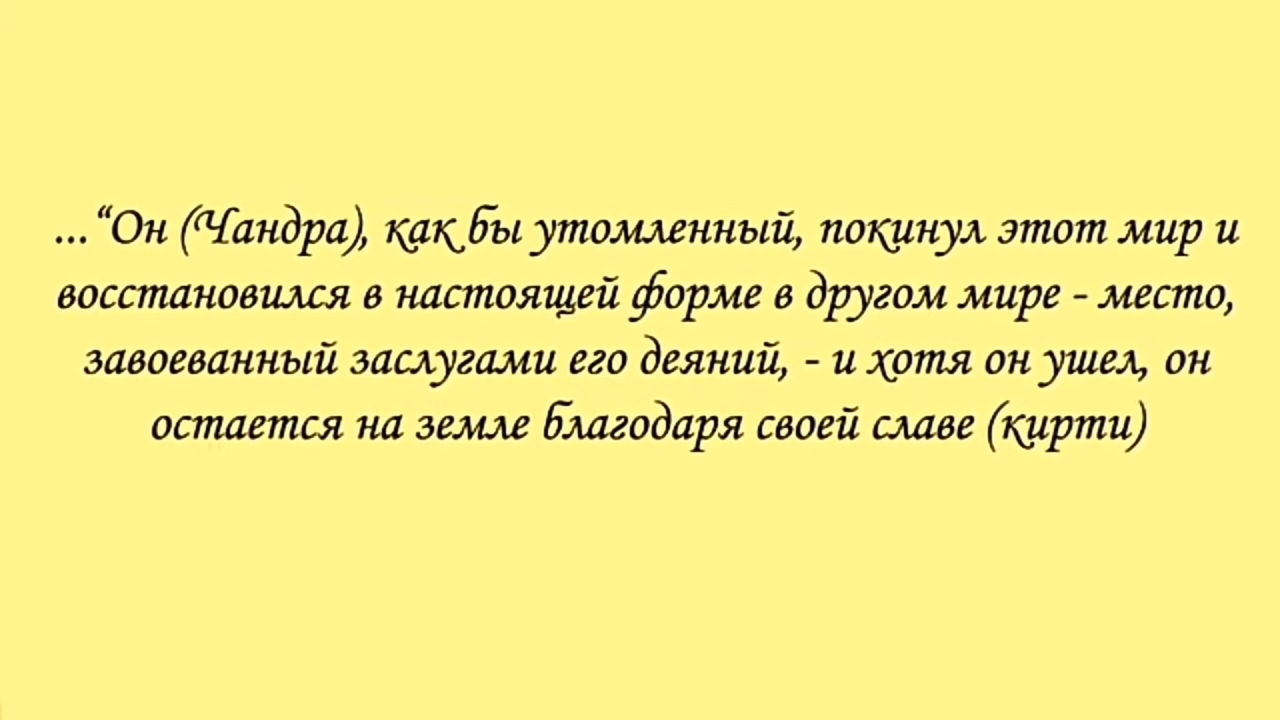 ...“Он (Чандра), как бы утомленный, покинул этот мир и
восстановился в настоящей форме в другом мире - место,
завоеванный заслугами его деяний, - и хотя он ушел, он
остается на земле благодаря своей славе (кирти)